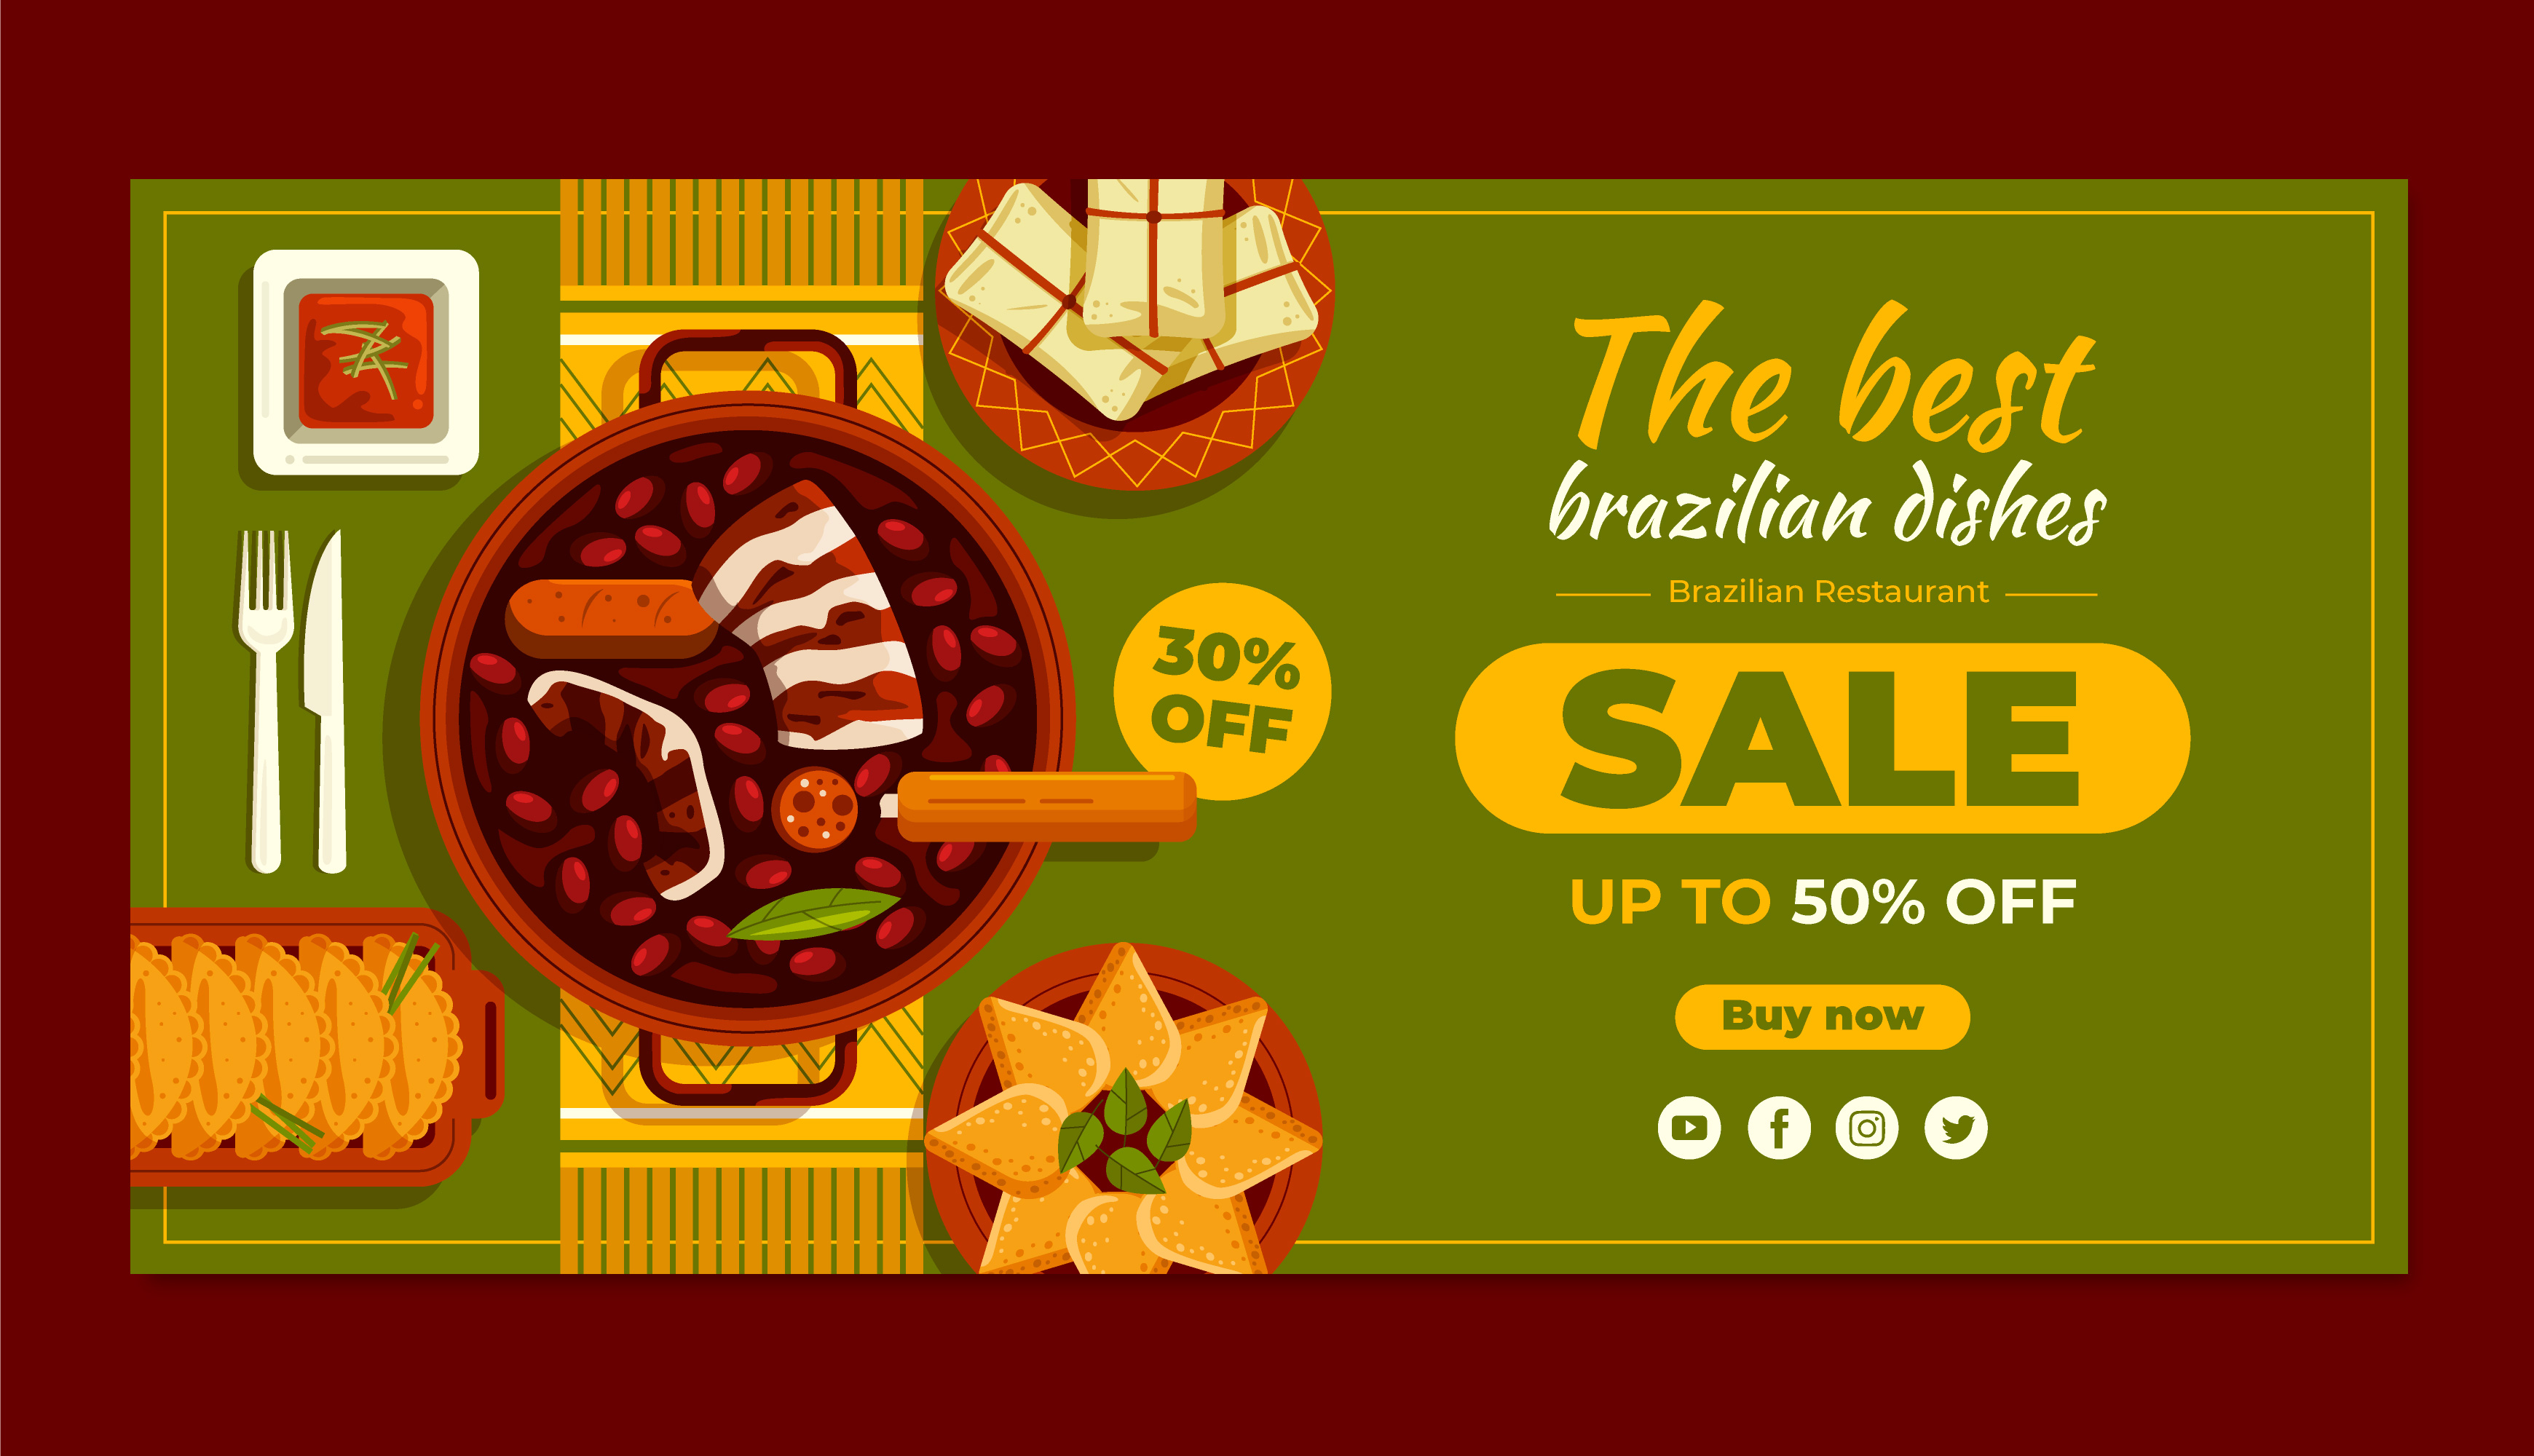 The best
brazilian dishes
Brazilian Restaurant
30%
OFF
SALE
UP TO 50% OFF
Buy now